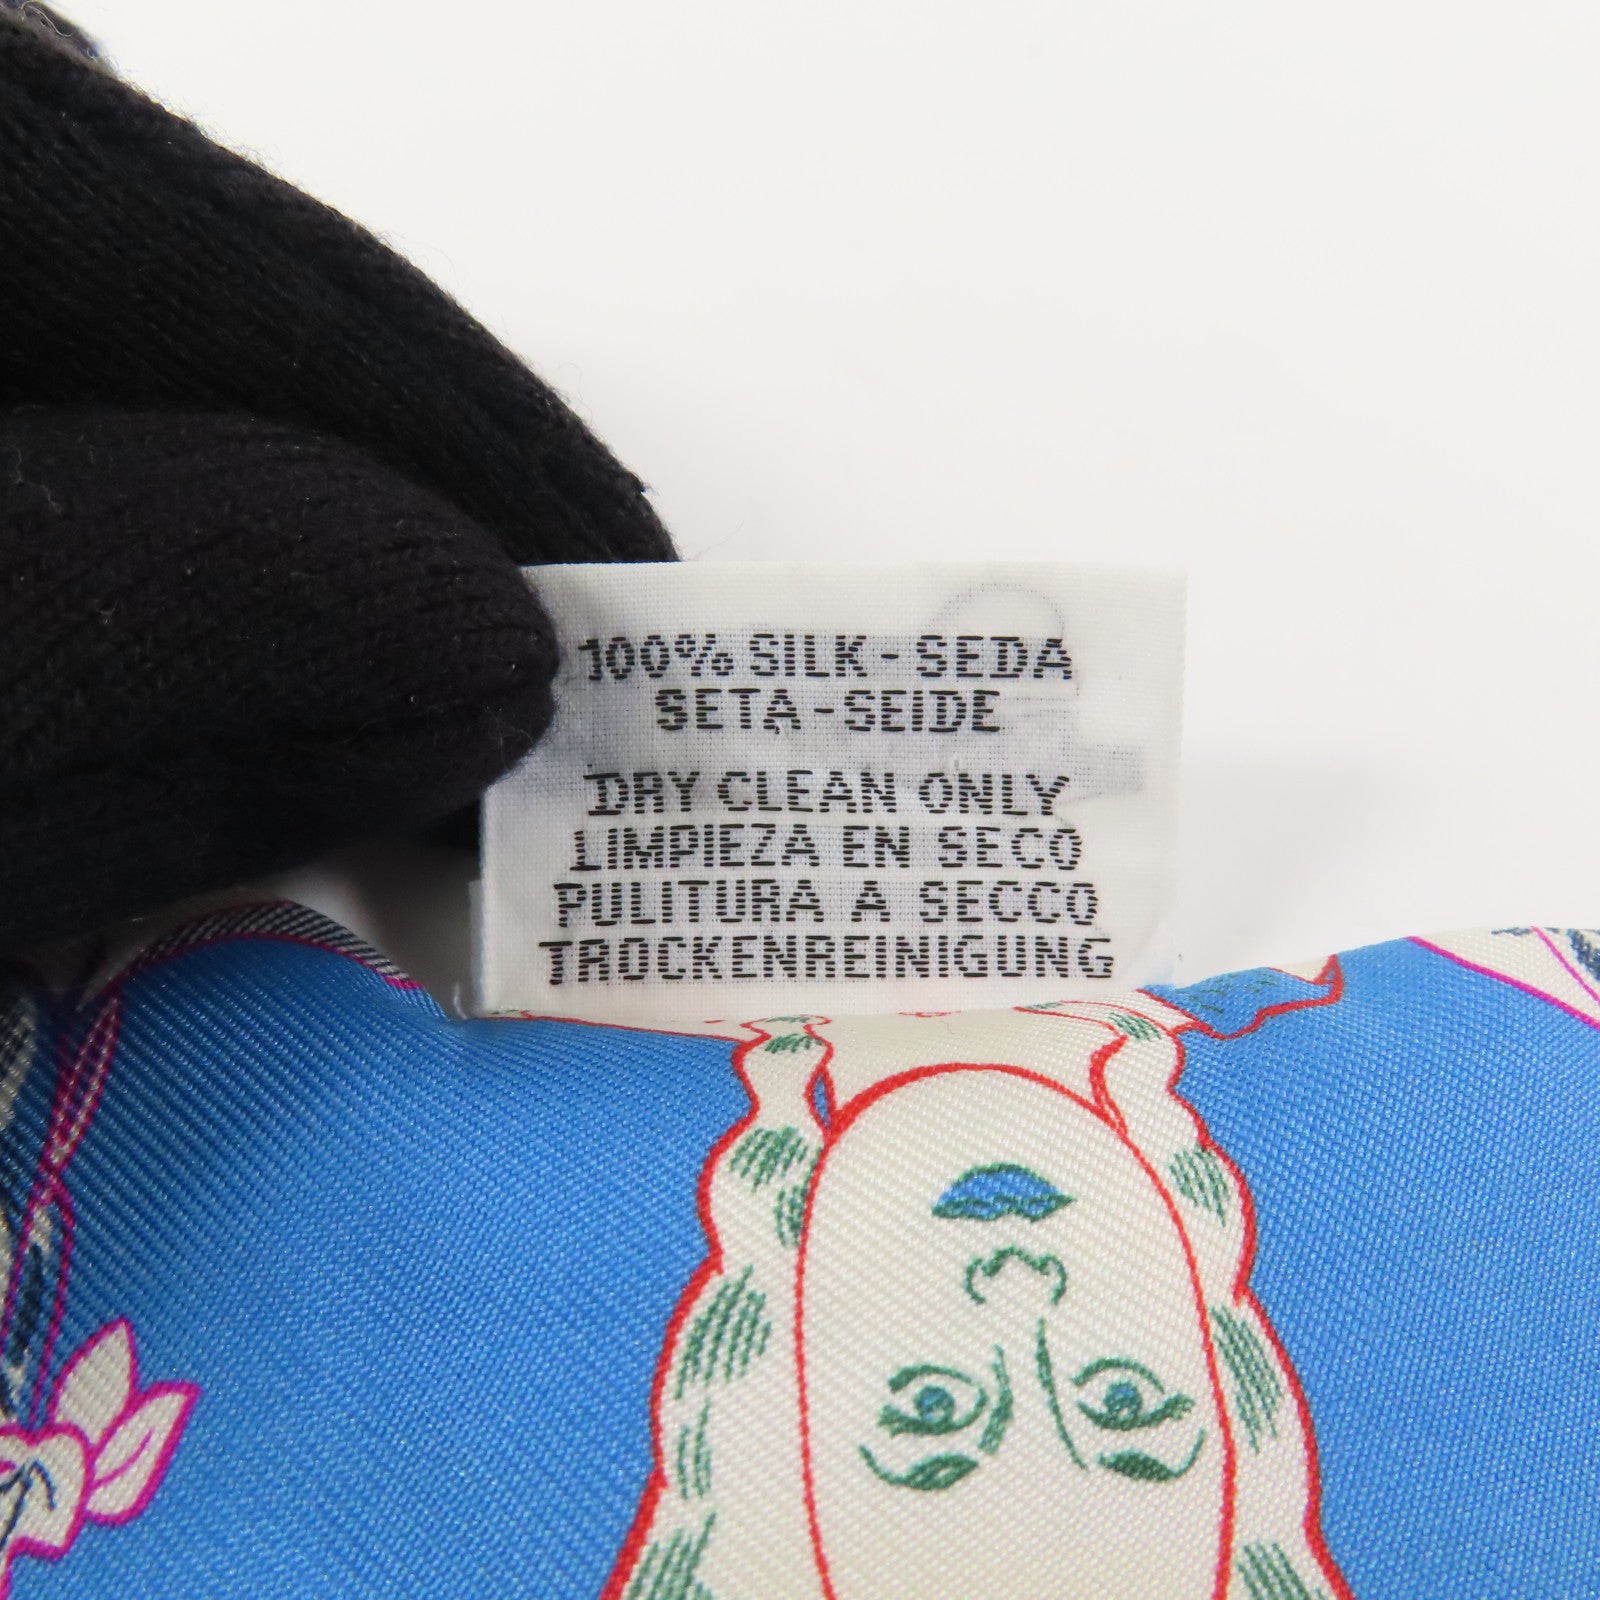 100% SILK - SEDA
SETA - SEIDE
DRY CLEAN ONLY
LIMPIEZA EN SECO
PULITURA A SECCO
TROCKENREINIGUNG